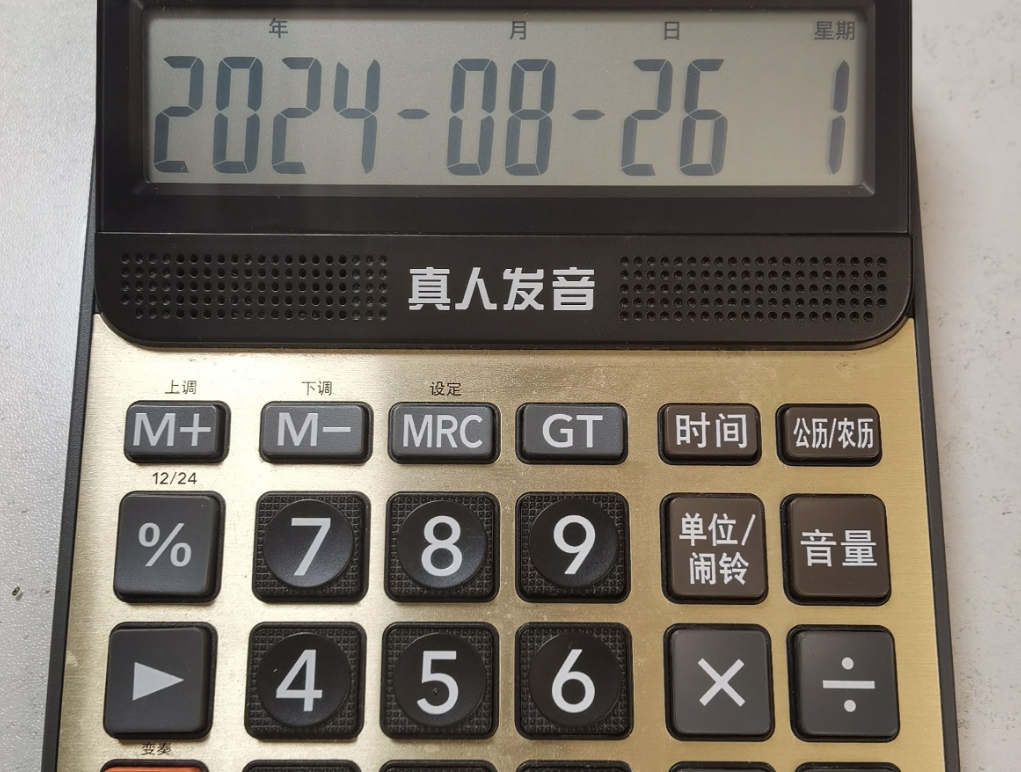 年 月 日 星期
2024-08-26 1
真人发音
上调 下调 设定
M+ M− MRC GT 时间 公历/农历
12/24
% 7 8 9 单位/闹铃 音量
▶ 4 5 6 × ÷
变奏